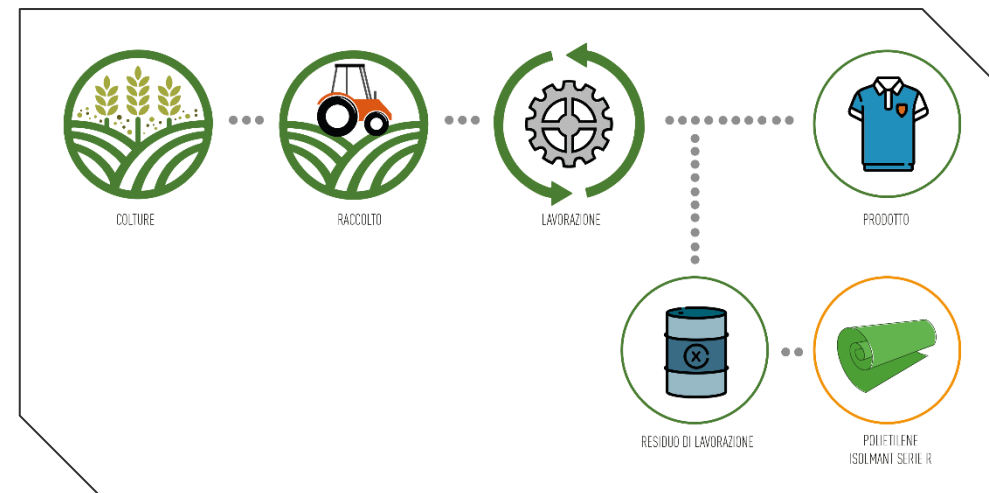 COLTURE
RACCOLTO
LAVORAZIONE
PRODOTTO
X
RESIDUO DI LAVORAZIONE
POLIETILENE
ISOLMANT SERIE R